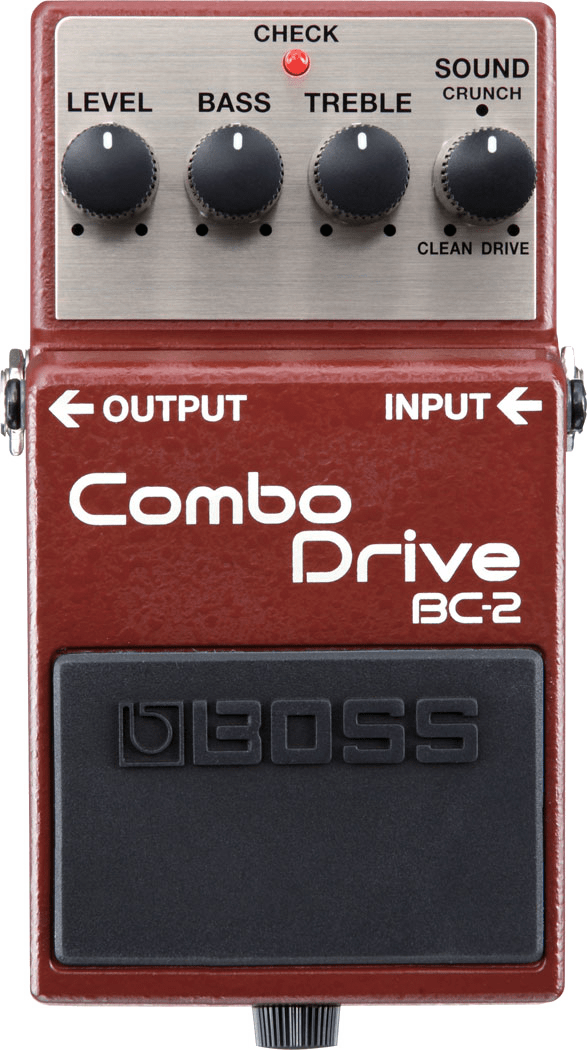 CHECK
LEVEL BASS TREBLE SOUND
CRUNCH
CLEAN DRIVE
OUTPUT INPUT
Combo
Drive
BC-2
BOSS